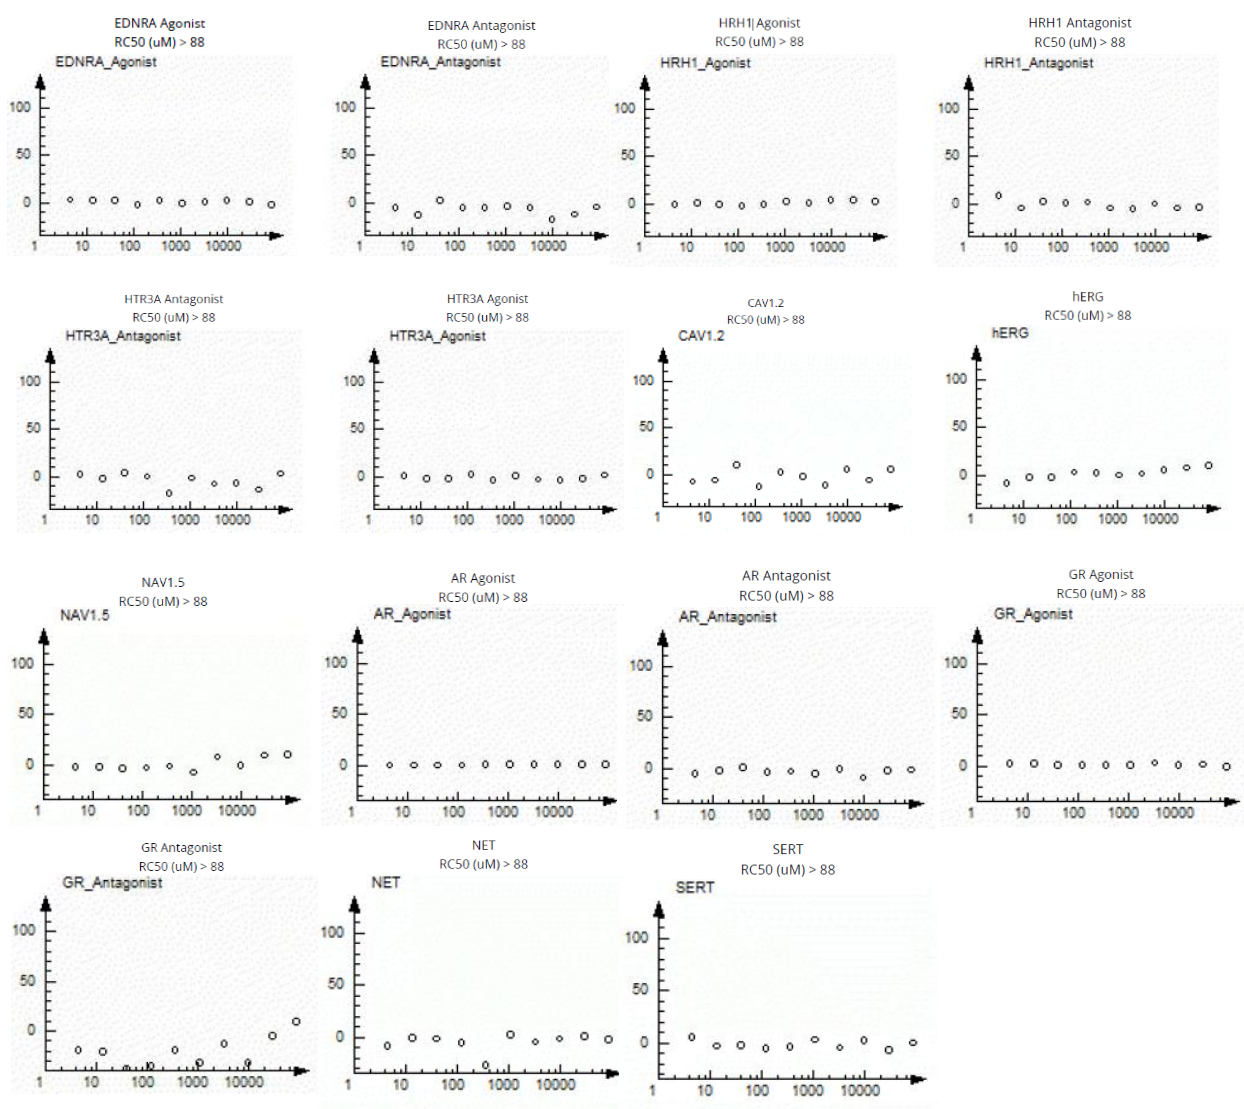 EDNRA Agonist
RC50 (uM) > 88
EDNRA_Agonist
100
50
0
1 10 100 1000 10000
EDNRA Antagonist
RC50 (uM) > 88
EDNRA_Antagonist
100
50
0
1 10 100 1000 10000
HRH1 Agonist
RC50 (uM) > 88
HRH1_Agonist
100
50
0
1 10 100 1000 10000
HRH1 Antagonist
RC50 (uM) > 88
HRH1_Antagonist
100
50
0
1 10 100 1000 10000
HTR3A Antagonist
RC50 (uM) > 88
HTR3A_Antagonist
100
50
0
1 10 100 1000 10000
HTR3A Agonist
RC50 (uM) > 88
HTR3A_Agonist
100
50
0
1 10 100 1000 10000
CAV1.2
RC50 (uM) > 88
CAV1.2
100
50
0
1 10 100 1000 10000
hERG
RC50 (uM) > 88
hERG
100
50
0
1 10 100 1000 10000
NAV1.5
RC50 (uM) > 88
NAV1.5
100
50
0
1 10 100 1000 10000
AR Agonist
RC50 (uM) > 88
AR_Agonist
100
50
0
1 10 100 1000 10000
AR Antagonist
RC50 (uM) > 88
AR_Antagonist
100
50
0
1 10 100 1000 10000
GR Agonist
RC50 (uM) > 88
GR_Agonist
100
50
0
1 10 100 1000 10000
GR Antagonist
RC50 (uM) > 88
GR_Antagonist
100
50
0
1 10 100 1000 10000
NET
RC50 (uM) > 88
NET
100
50
0
1 10 100 1000 10000
SERT
RC50 (uM) > 88
SERT
100
50
0
1 10 100 1000 10000